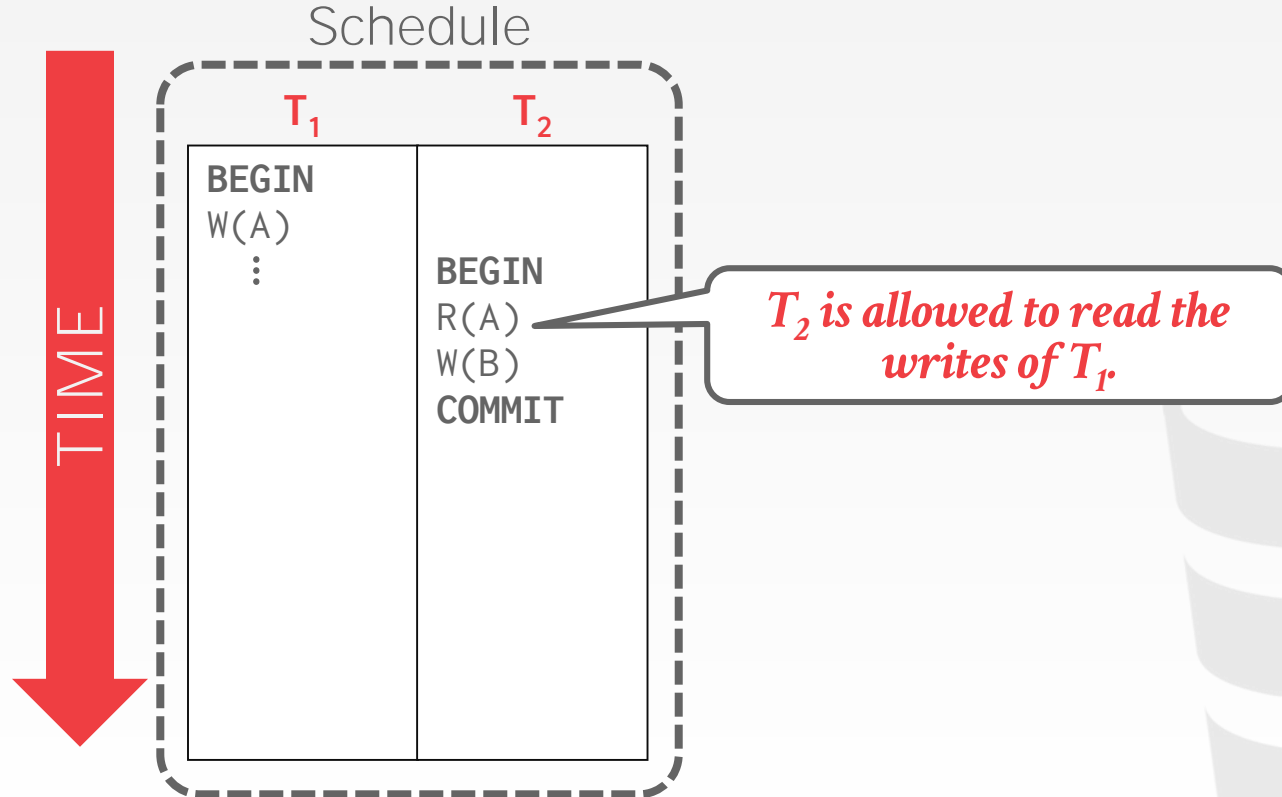 Schedule
TIME
T₁ T₂
BEGIN
W(A)
⋮
BEGIN
R(A)
W(B)
COMMIT
T₂ is allowed to read the
writes of T₁.